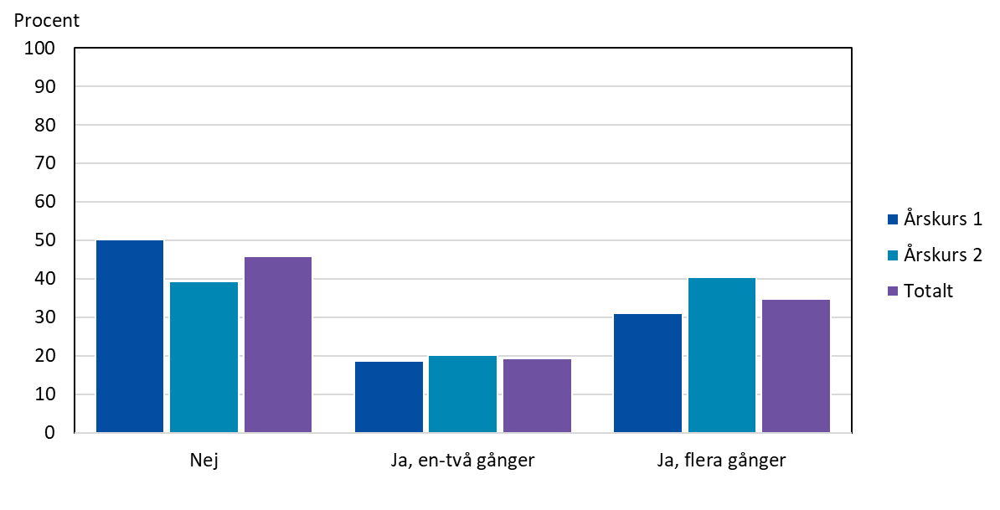 Procent
100
90
80
70
60
50
40
30
20
10
0
Nej
Ja, en-två gånger
Ja, flera gånger
Årskurs 1
Årskurs 2
Totalt